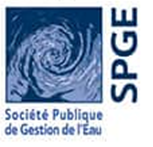 SPGE
Société Publique
de Gestion de l'Eau